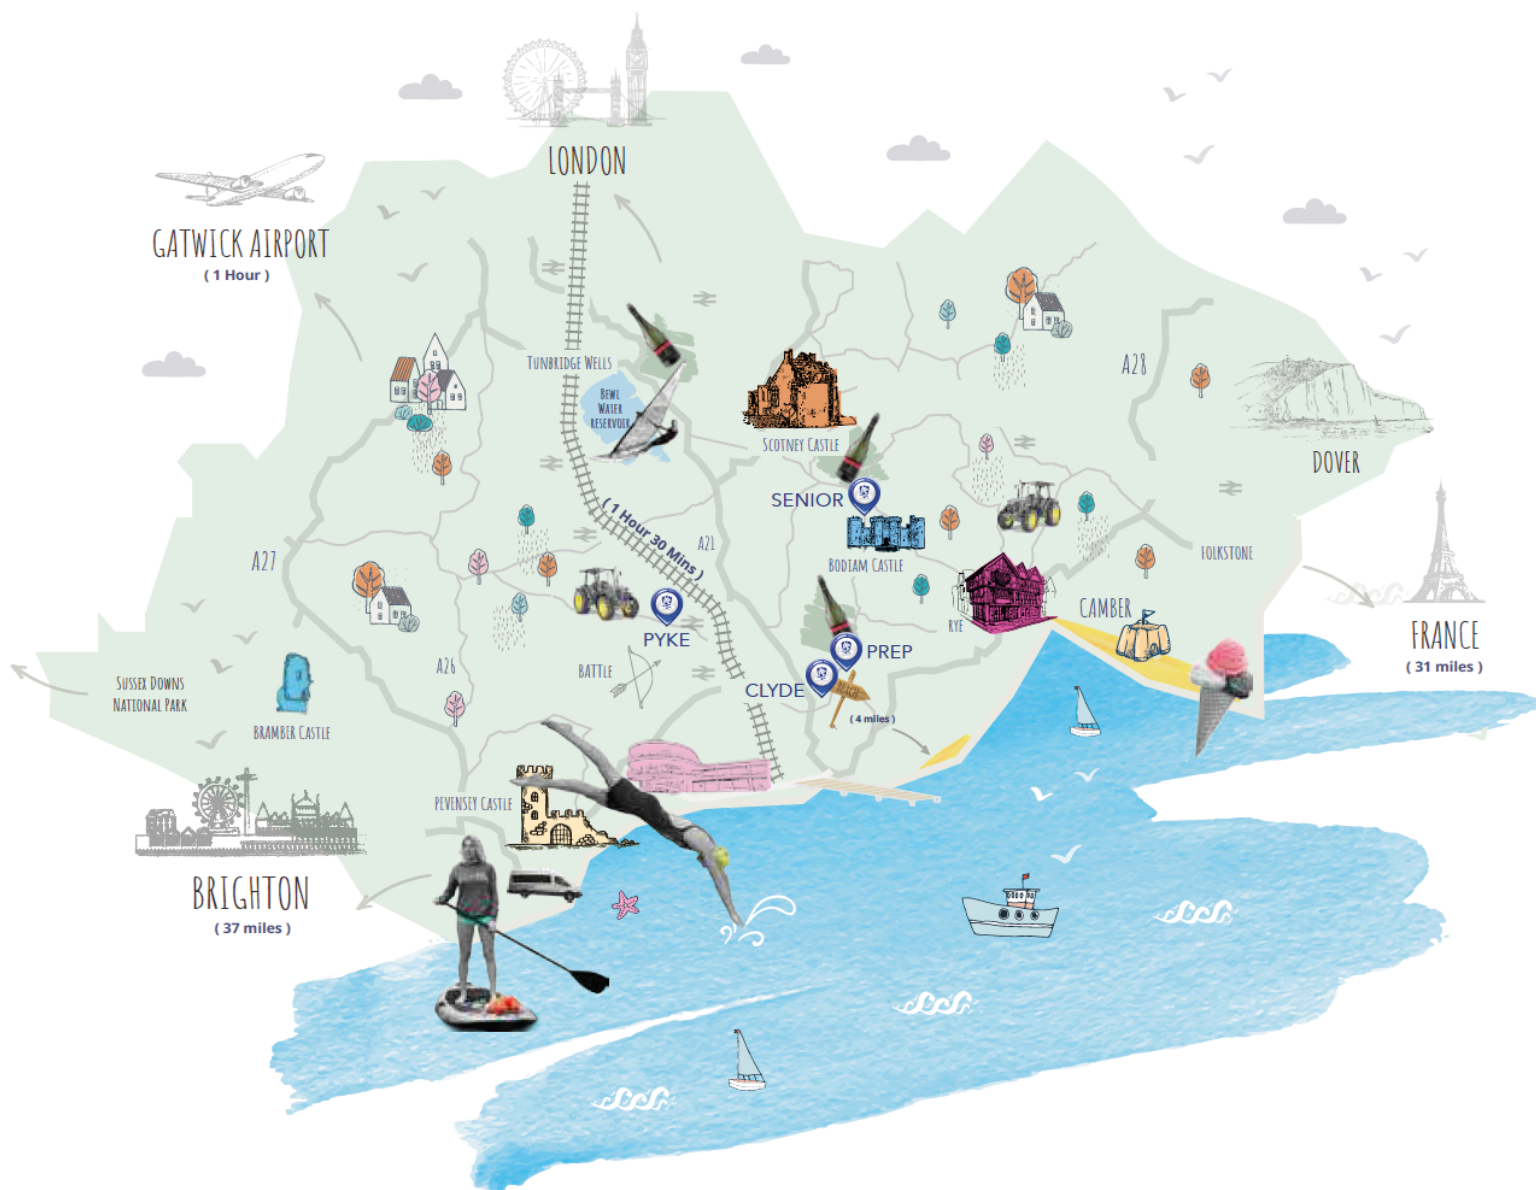 LONDON
GATWICK AIRPORT
( 1 Hour )
TUNBRIDGE WELLS
BEWL
WATER
RESERVOIR
A28
SCOTNEY CASTLE
DOVER
SENIOR
( 1 Hour 30 Mins )
A21
A27
BODIAM CASTLE
FOLKSTONE
CAMBER
RYE
FRANCE
( 31 miles )
PYKE
PREP
BATTLE
A26
SUSSEX DOWNS
NATIONAL PARK
CLYDE
BEACH
( 4 miles )
BRAMBER CASTLE
PEVENSEY CASTLE
BRIGHTON
( 37 miles )